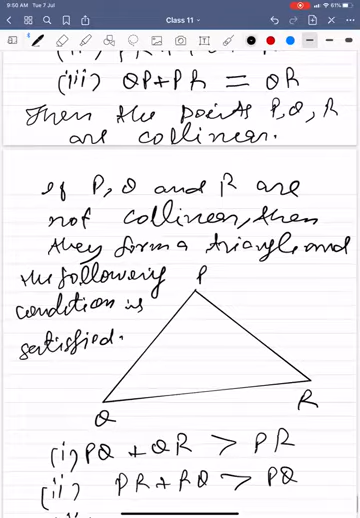 9:50 AM Tue 7 Jul
61%
Class 11
(iii) QP + PR = QR
Then the points P, Q, R
are collinear.
If P, Q and R are
not collinear, then
they form a triangle and
the following
condition is
satisfied.
P
Q
R
(i) PQ + QR > PR
(ii) PR + RQ > PQ